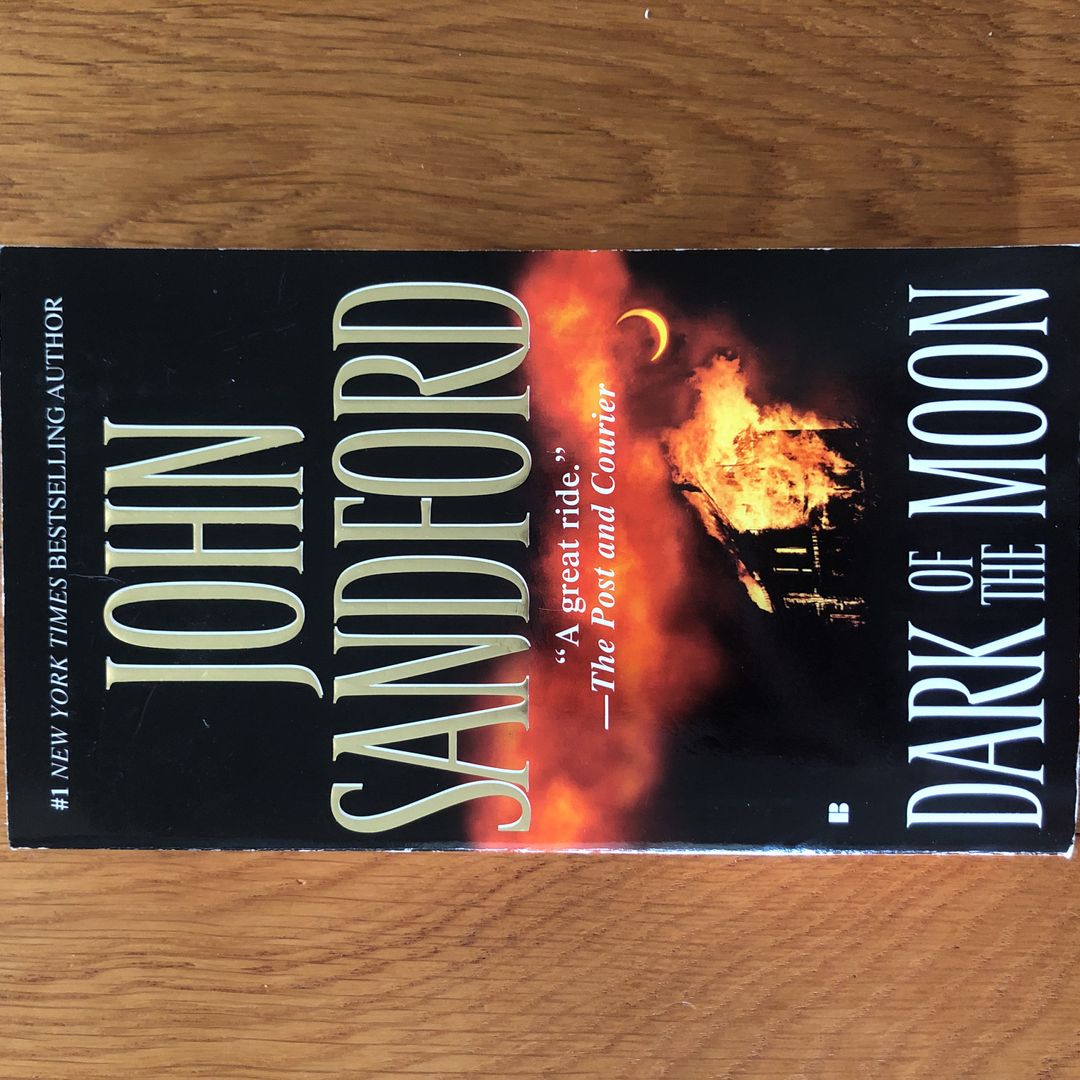 #1 NEW YORK TIMES BESTSELLING AUTHOR
JOHN
SANDFORD
“A great ride.”
—The Post and Courier
B
DARK OF THE MOON